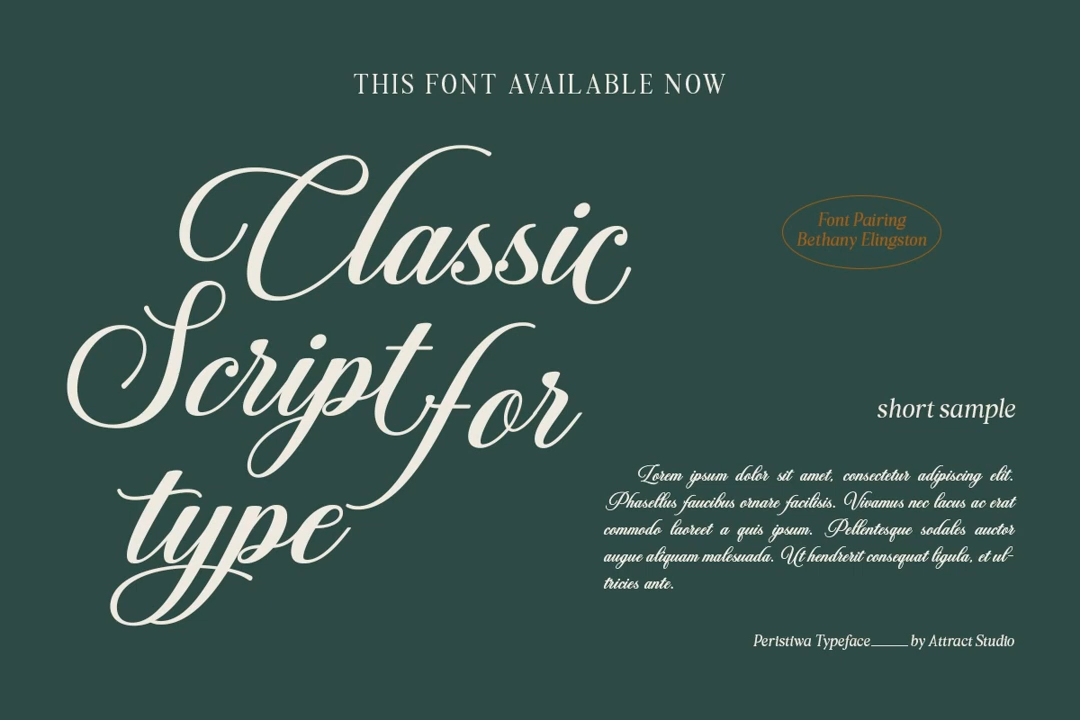 THIS FONT AVAILABLE NOW
Classic
Script for
type
Font Pairing
Bethany Elingston
short sample
Lorem ipsum dolor sit amet, consectetur adipiscing elit.
Phasellus faucibus ornare facilisis. Vivamus nec lacus ac erat
commodo laoreet a quis ipsum. Pellentesque sodales auctor
augue aliquam malesuada. Ut hendrerit consequat ligula, et ul-
tricies ante.
Peristiwa Typeface____ by Attract Studio